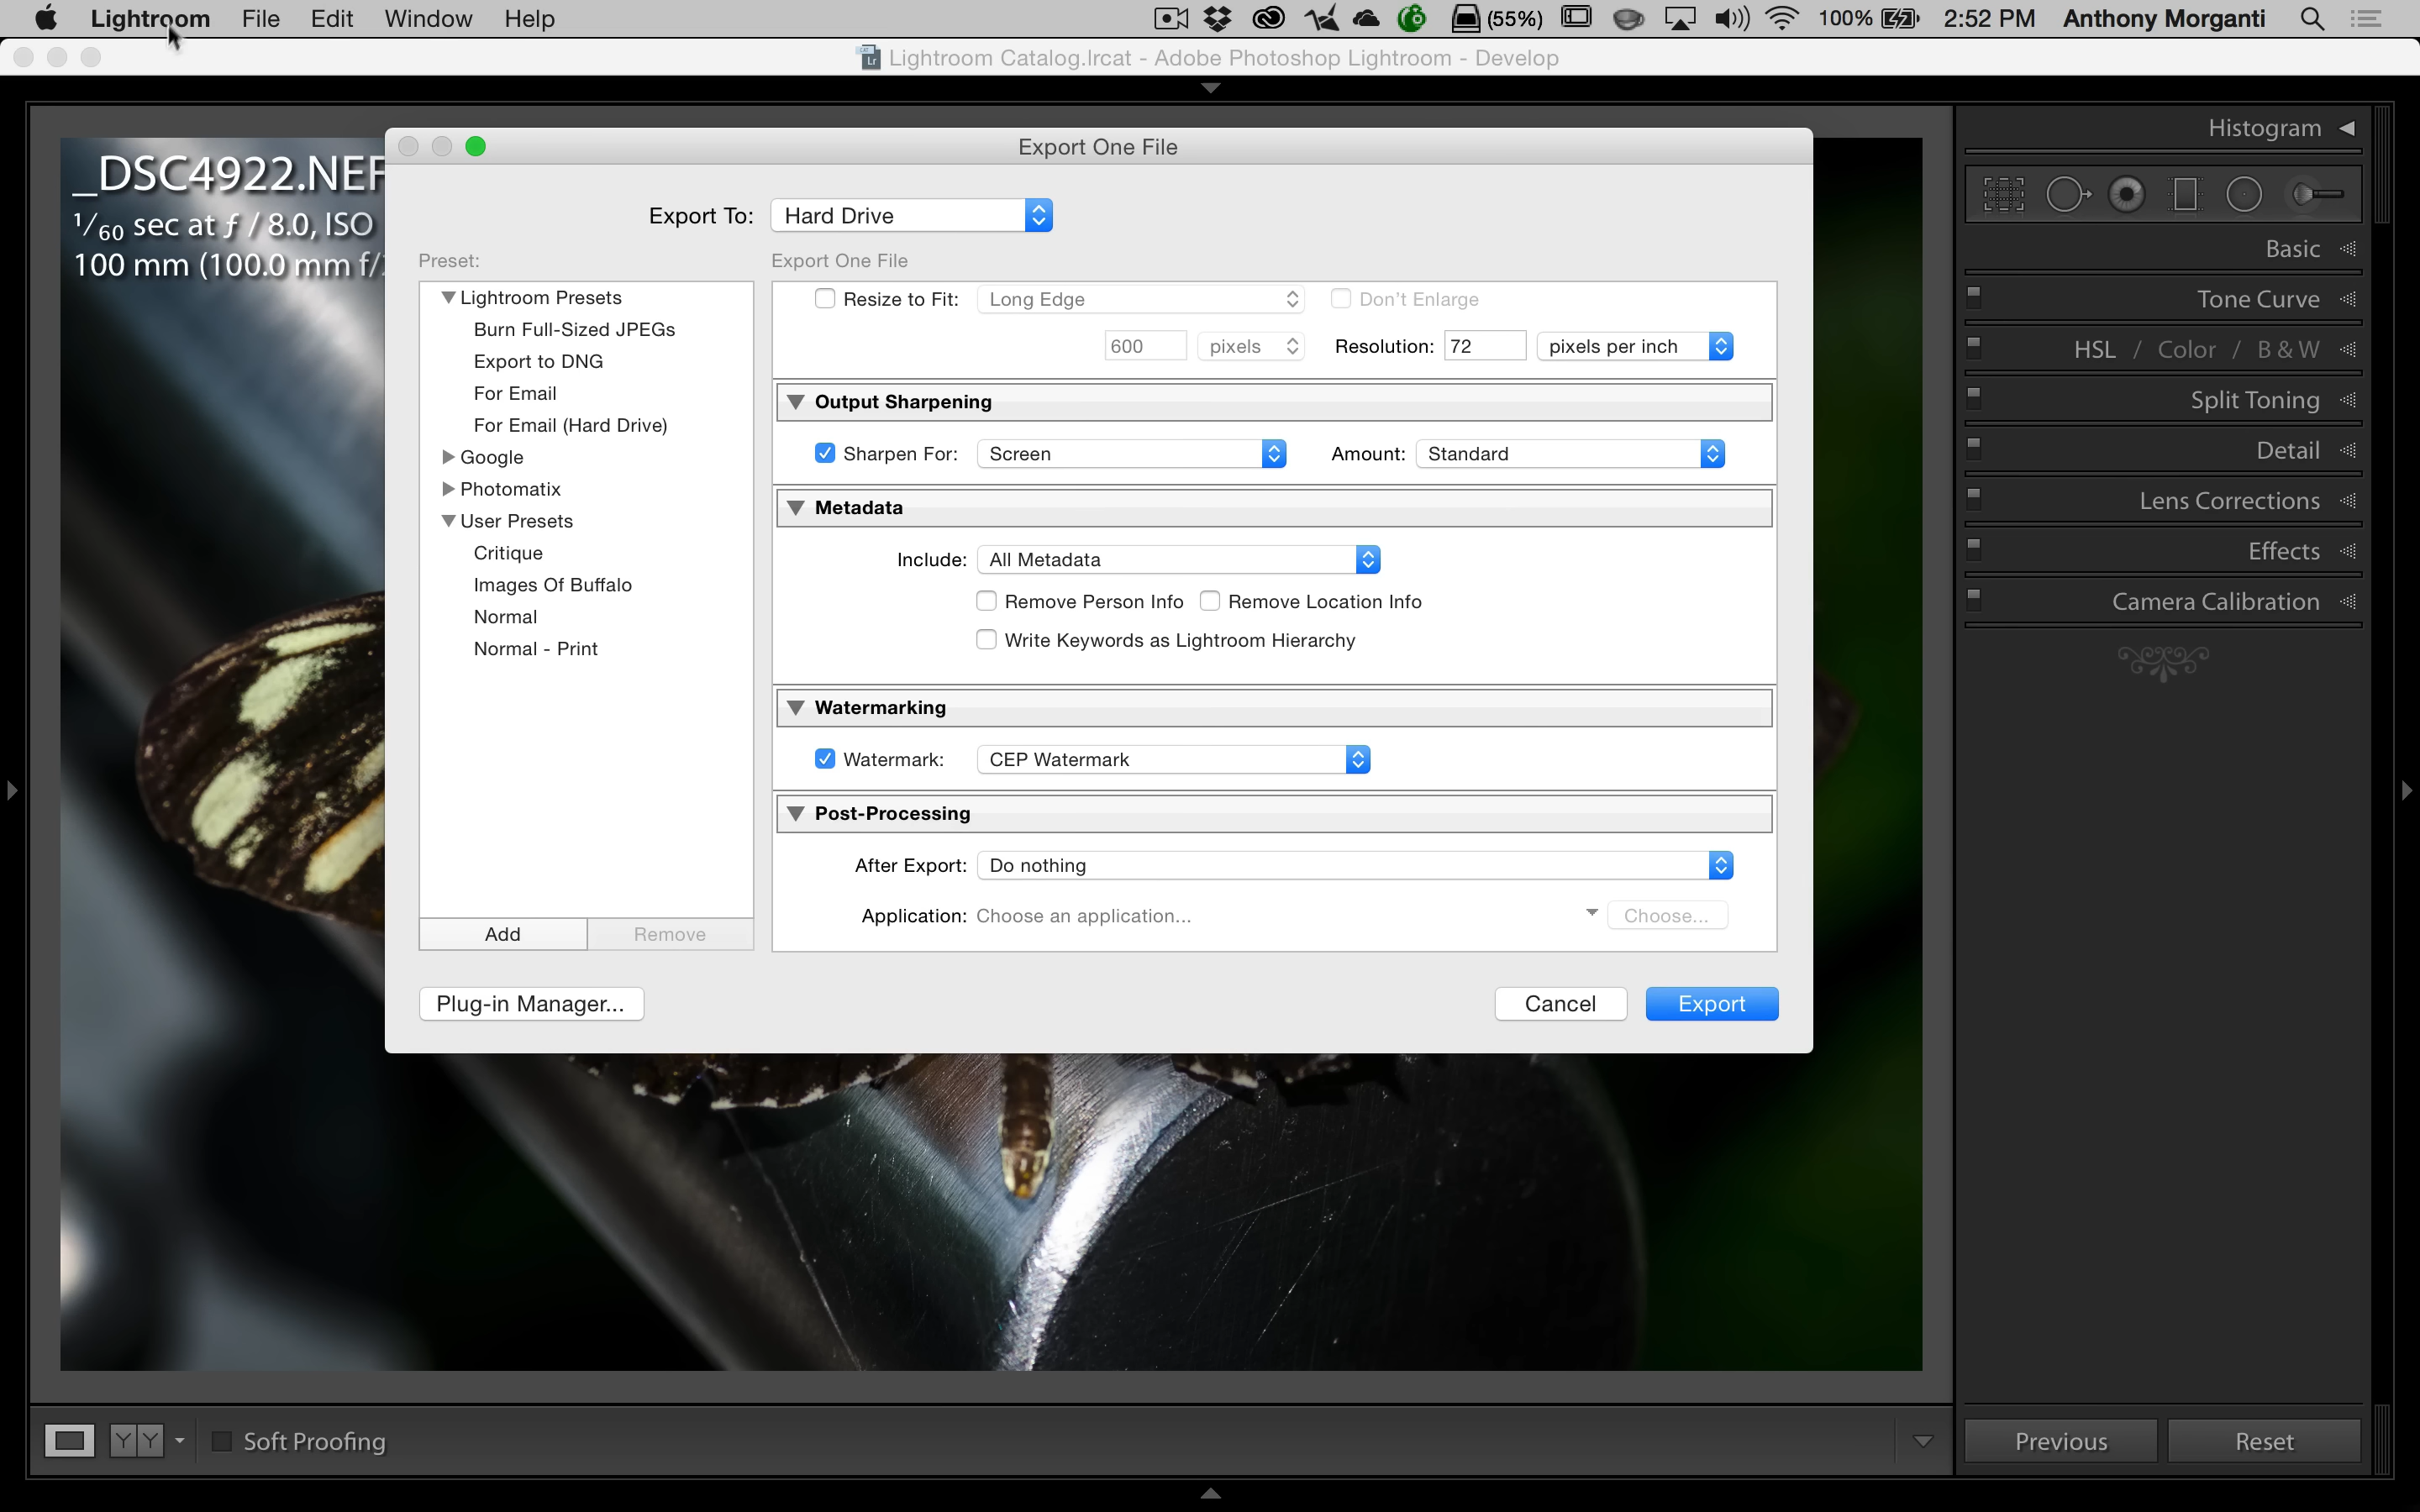 Lightroom File Edit Window Help (55%) 100% 2:52 PM Anthony Morganti
Lightroom Catalog.lrcat - Adobe Photoshop Lightroom - Develop
_DSC4922.NEF
1/60 sec at ƒ / 8.0, ISO
100 mm (100.0 mm f/
Export One File
Export To: Hard Drive
Preset:
Lightroom Presets
Burn Full-Sized JPEGs
Export to DNG
For Email
For Email (Hard Drive)
Google
Photomatix
User Presets
Critique
Images Of Buffalo
Normal
Normal - Print
Add Remove
Export One File
Resize to Fit: Long Edge Don't Enlarge
600 pixels Resolution: 72 pixels per inch
Output Sharpening
Sharpen For: Screen Amount: Standard
Metadata
Include: All Metadata
Remove Person Info Remove Location Info
Write Keywords as Lightroom Hierarchy
Watermarking
Watermark: CEP Watermark
Post-Processing
After Export: Do nothing
Application: Choose an application... Choose...
Plug-in Manager... Cancel Export
Histogram
Basic
Tone Curve
HSL / Color / B & W
Split Toning
Detail
Lens Corrections
Effects
Camera Calibration
Y Y Soft Proofing
Previous Reset